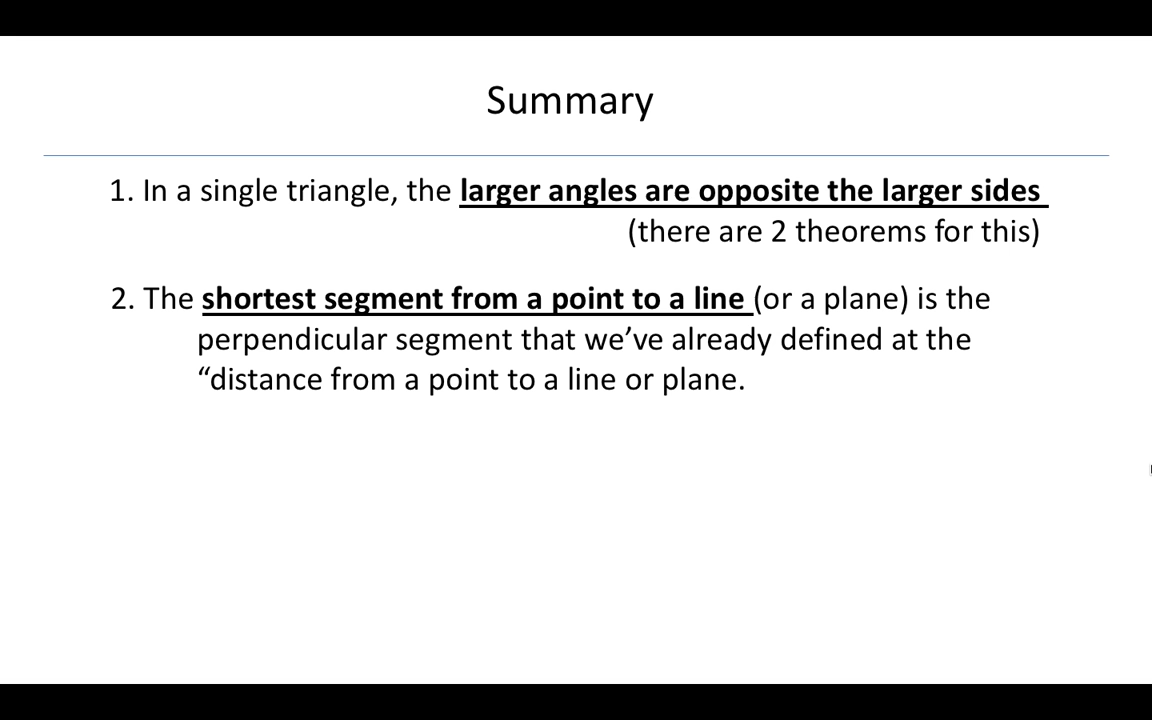 Summary
1. In a single triangle, the larger angles are opposite the larger sides
(there are 2 theorems for this)
2. The shortest segment from a point to a line (or a plane) is the
perpendicular segment that we’ve already defined at the
“distance from a point to a line or plane.